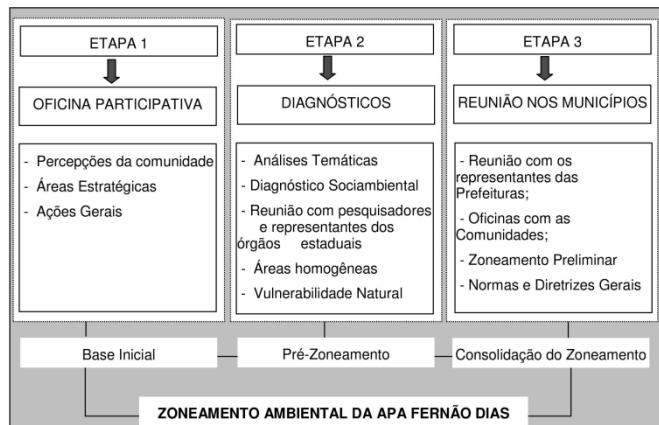 ETAPA 1
OFICINA PARTICIPATIVA
- Percepções da comunidade
- Áreas Estratégicas
- Ações Gerais
Base Inicial
ETAPA 2
DIAGNÓSTICOS
- Análises Temáticas
- Diagnóstico Sociambiental
- Reunião com pesquisadores
e representantes dos
órgãos estaduais
- Áreas homogêneas
- Vulnerabilidade Natural
Pré-Zoneamento
ETAPA 3
REUNIÃO NOS MUNICÍPIOS
- Reunião com os
representantes das
Prefeituras;
- Oficinas com as
Comunidades;
- Zoneamento Preliminar
- Normas e Diretrizes Gerais
Consolidação do Zoneamento
ZONEAMENTO AMBIENTAL DA APA FERNÃO DIAS